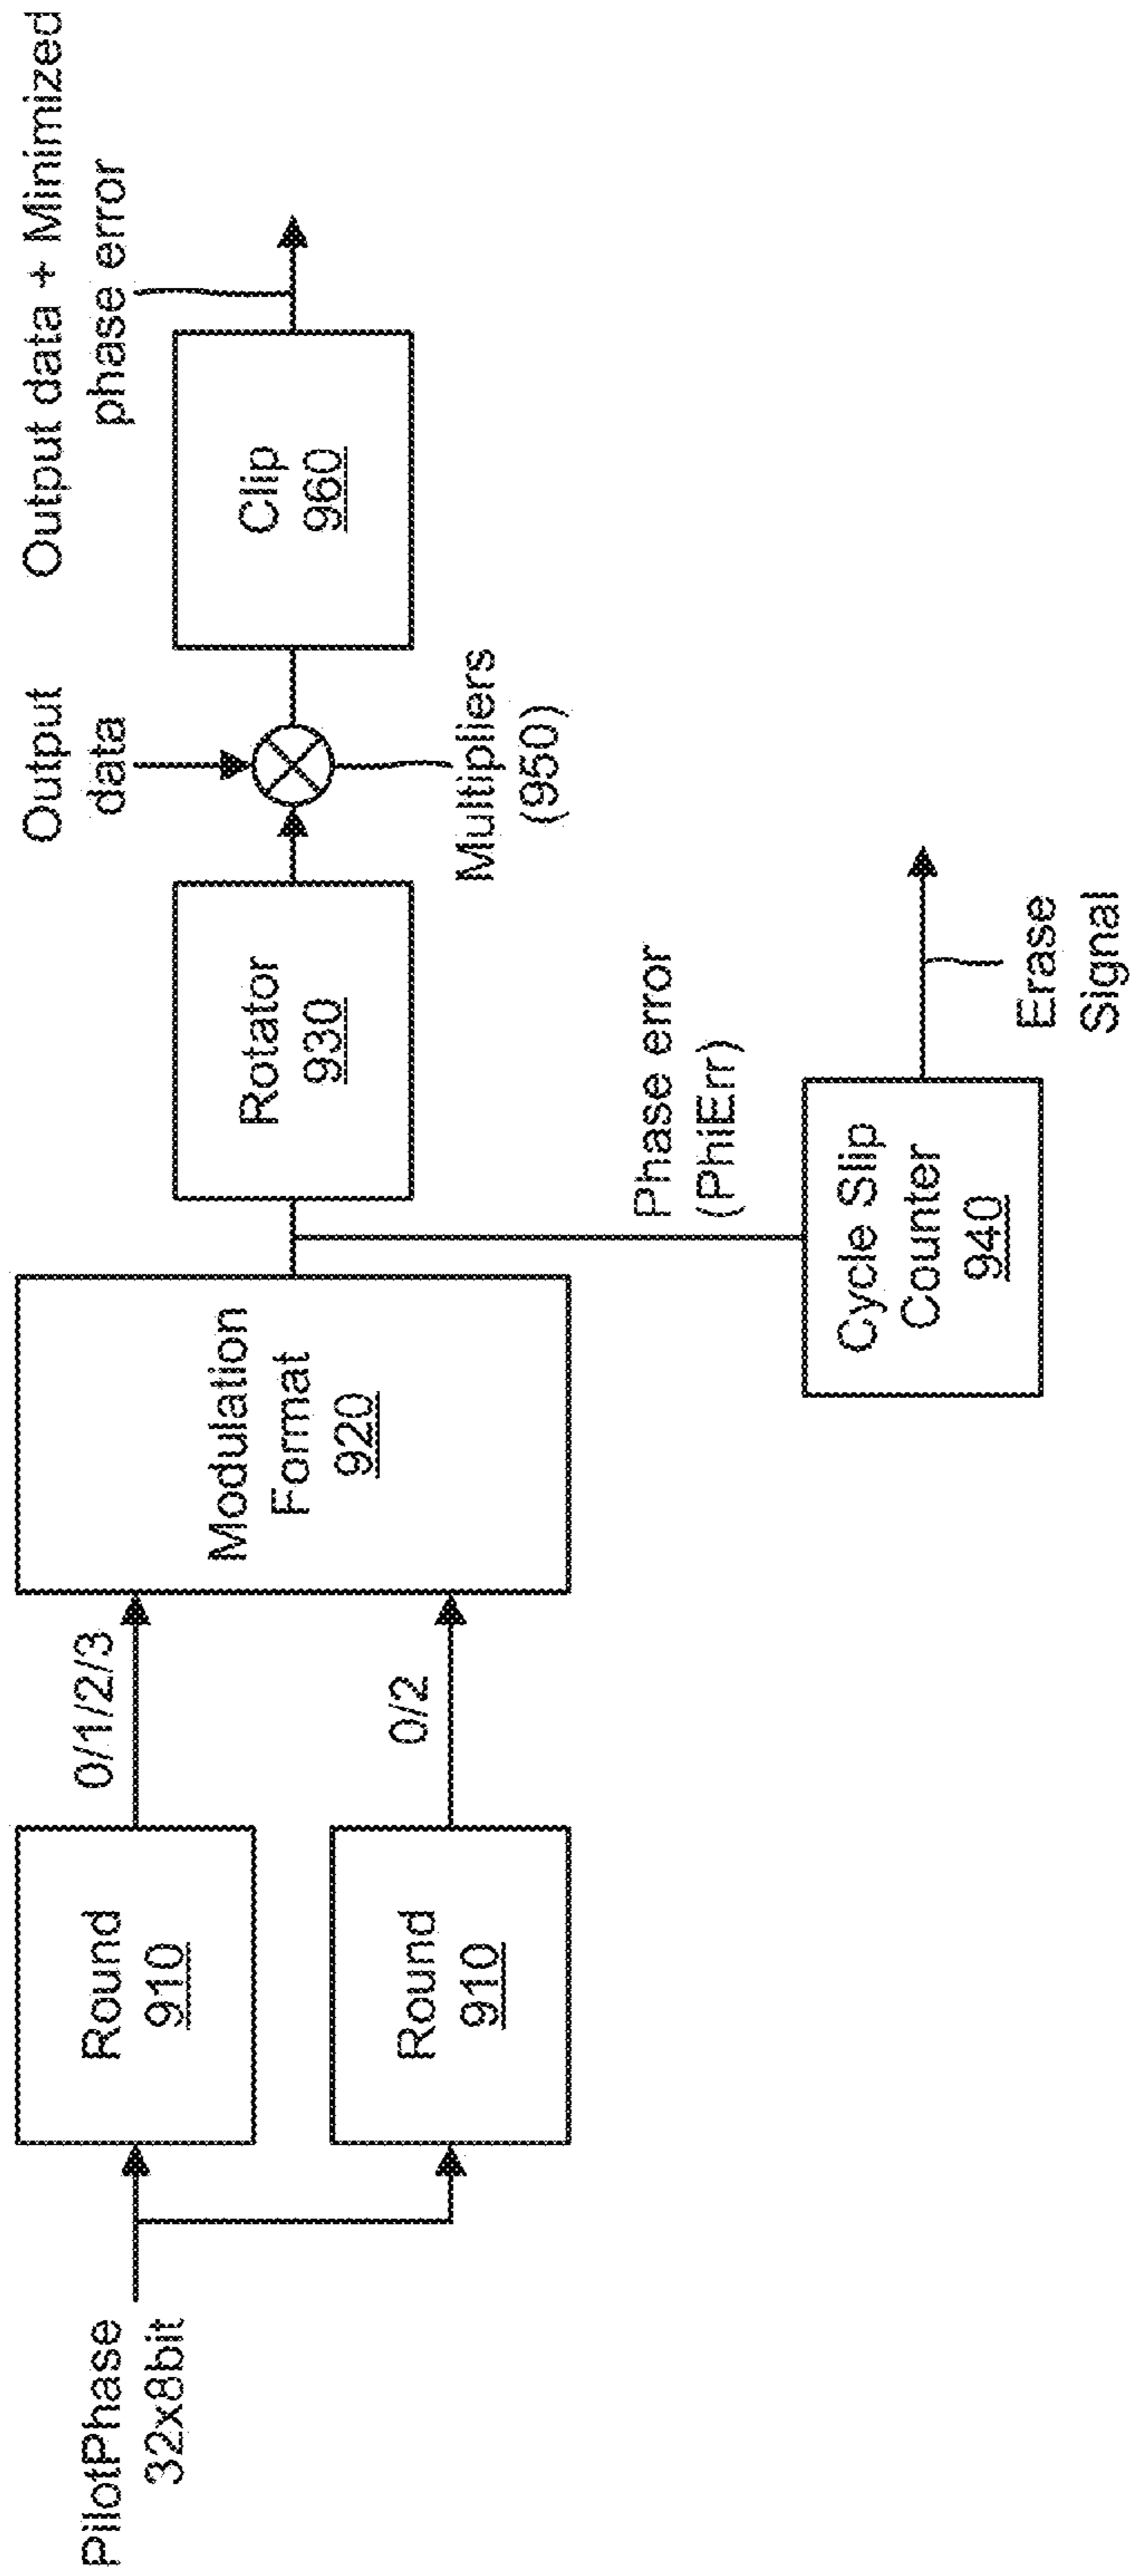 PilotPhase
32x8bit
Round
910
Round
910
0/1/2/3
0/2
Modulation
Format
920
Rotator
930
Phase error
(PhiErr)
Cycle Slip
Counter
940
Erase
Signal
Output
data
Multipliers
(950)
Clip
960
Output data + Minimized
phase error